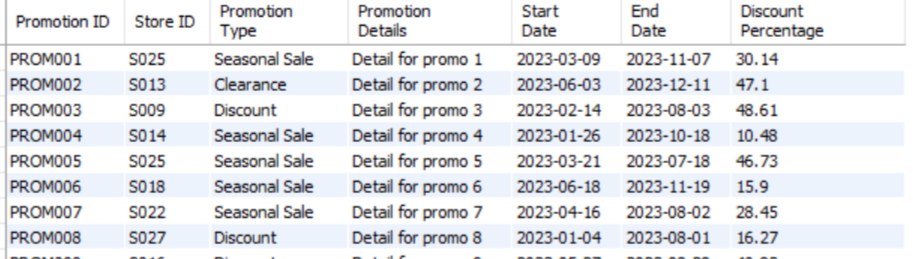 Promotion ID Store ID Promotion Type Promotion Details Start Date End Date Discount Percentage
PROM001 S025 Seasonal Sale Detail for promo 1 2023-03-09 2023-11-07 30.14
PROM002 S013 Clearance Detail for promo 2 2023-06-03 2023-12-11 47.1
PROM003 S009 Discount Detail for promo 3 2023-02-14 2023-08-03 48.61
PROM004 S014 Seasonal Sale Detail for promo 4 2023-01-26 2023-10-18 10.48
PROM005 S025 Seasonal Sale Detail for promo 5 2023-03-21 2023-07-18 46.73
PROM006 S018 Seasonal Sale Detail for promo 6 2023-06-18 2023-11-19 15.9
PROM007 S022 Seasonal Sale Detail for promo 7 2023-04-16 2023-08-02 28.45
PROM008 S027 Discount Detail for promo 8 2023-01-04 2023-08-01 16.27